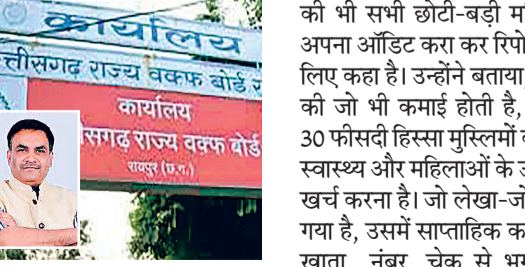 कार्यालय
त्तीसगढ़ राज्य वक्फ बोर्ड
कार्यालय
सगढ़ राज्य वक्फ बोर्ड
रायपुर (छ.ग.)
की भी सभी छोटी-बड़ी
अपना ऑडिट करा कर
लिए कहा है। उन्होंने बताया
की जो भी कमाई होती है,
30 फीसदी हिस्सा मुस्लिमों
स्वास्थ्य और महिलाओं के
खर्च करना है। जो
गया है, उसमें साप्ताहिक
खाता नंबर, चेक से